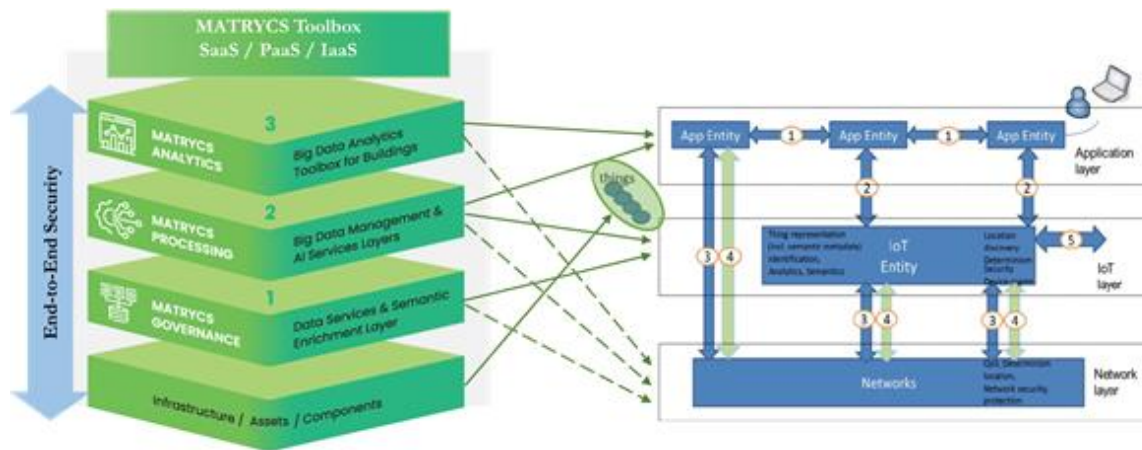 MATRYCS Toolbox
SaaS / PaaS / IaaS
End-to-End Security
3
MATRYCS
ANALYTICS
Big Data Analytics
Toolbox for Buildings
2
MATRYCS
PROCESSING
Big Data Management &
AI Services Layers
1
MATRYCS
GOVERNANCE
Data Services & Semantic
Enrichment Layer
Infrastructure / Assets / Components
things
App Entity
1
App Entity
1
App Entity
Application
layer
2
2
3
4
Thing representation
(incl. semantic metadata)
Identification,
Analytics, Semantics
IoT
Entity
Location
discovery
Determination
Security
5
IoT
layer
3
4
3
4
Networks
QoS, Determination
location,
Network security,
protection
Network
layer